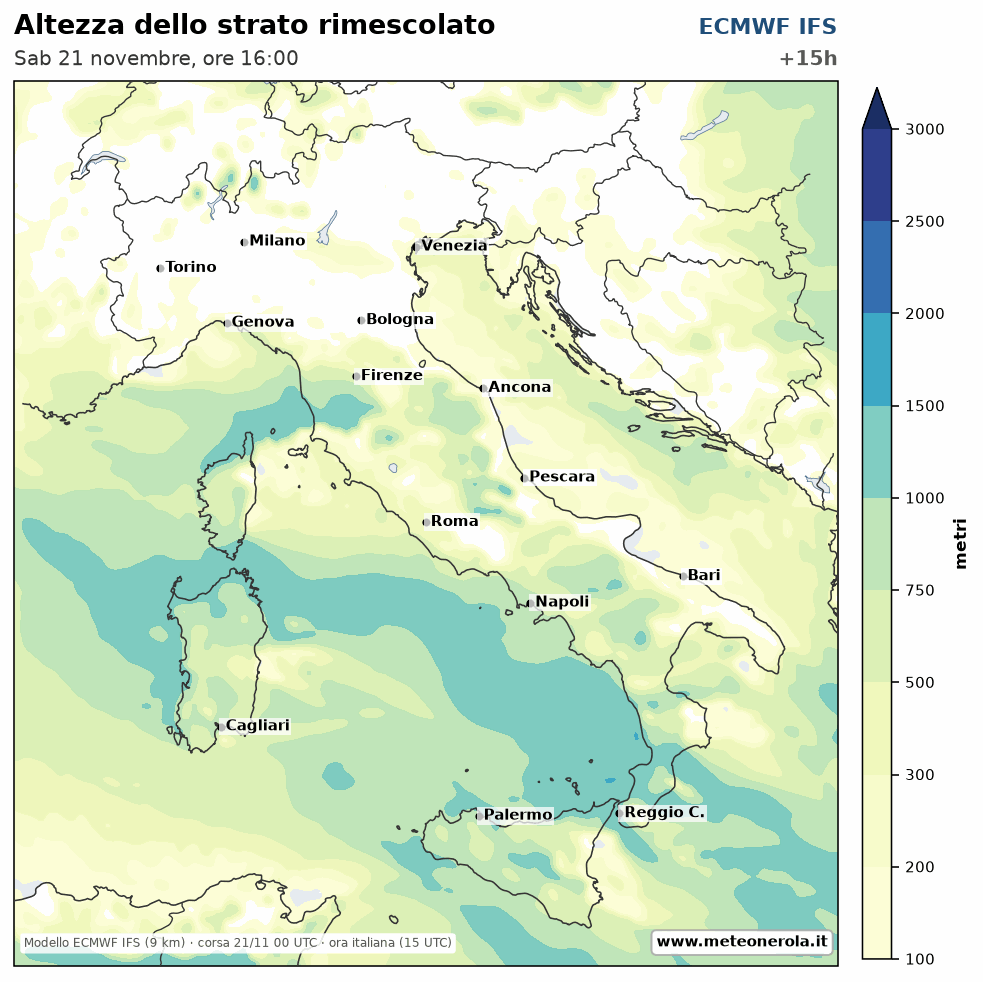 Altezza dello strato rimescolato
ECMWF IFS
Sab 21 novembre, ore 16:00
+15h
Milano
Venezia
Torino
Genova
Bologna
Firenze
Ancona
Pescara
Roma
Bari
Napoli
Cagliari
Palermo
Reggio C.
3000
2500
2000
1500
1000
750
500
300
200
100
metri
Modello ECMWF IFS (9 km) · corsa 21/11 00 UTC · ora italiana (15 UTC)
www.meteonerola.it